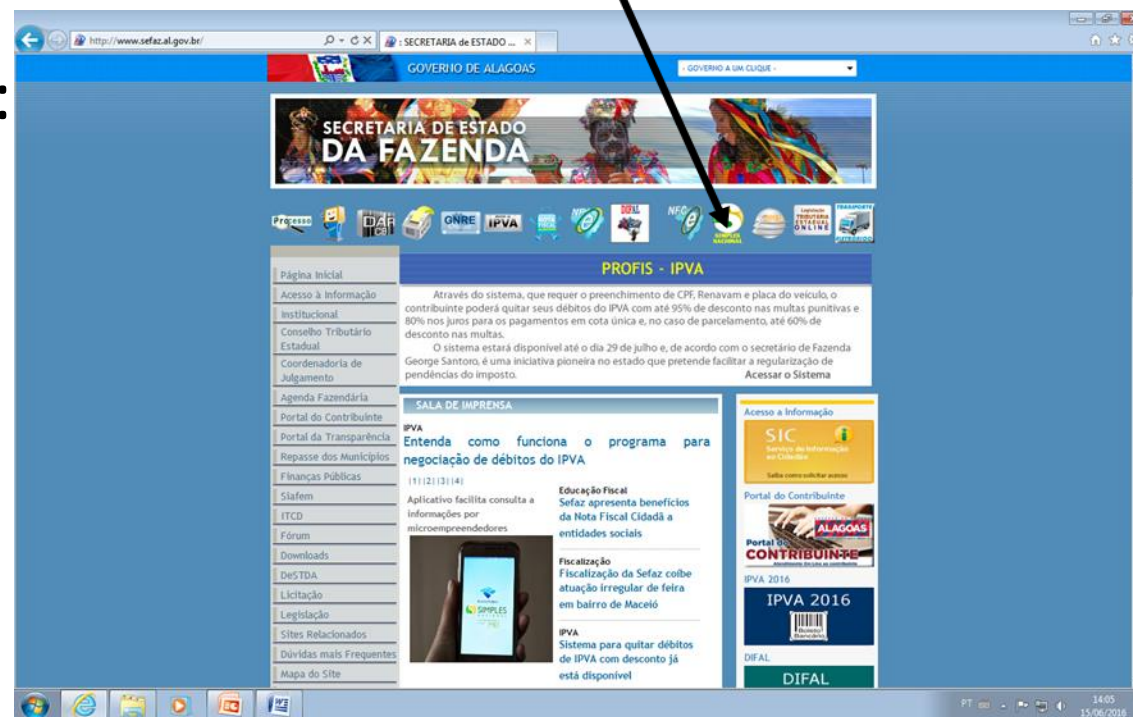 http://www.sefaz.al.gov.br/
: SECRETARIA de ESTADO ...
GOVERNO DE ALAGOAS
- GOVERNO A UM CLIQUE -
SECRETARIA DE ESTADO
DA FAZENDA
Processo
DAR
CB
GNRE
IPVA
NFe
DIFAL
NFC
e
SIMPLES
NACIONAL
Legislação
TRIBUTÁRIA
ESTADUAL
ONLINE
TRANSPORTE
Página Inicial
Acesso à Informação
Institucional
Conselho Tributário
Estadual
Coordenadoria de
Julgamento
Agenda Fazendária
Portal do Contribuinte
Portal da Transparência
Repasse dos Municípios
Finanças Públicas
Siafem
ITCD
Fórum
Downloads
DeSTDA
Licitação
Legislação
Sites Relacionados
Dúvidas mais Frequentes
Mapa do Site
PROFIS - IPVA
Através do sistema, que requer o preenchimento de CPF, Renavam e placa do veículo, o
contribuinte poderá quitar seus débitos do IPVA com até 95% de desconto nas multas punitivas e
80% nos juros para os pagamentos em cota única e, no caso de parcelamento, até 60% de
desconto nas multas.
O sistema estará disponível até o dia 29 de julho e, de acordo com o secretário de Fazenda
George Santoro, é uma iniciativa pioneira no estado que pretende facilitar a regularização de
pendências do imposto.
Acessar o Sistema
SALA DE IMPRENSA
IPVA
Entenda como funciona o programa para
negociação de débitos do IPVA
|1||2||3||4|
Aplicativo facilita consulta a
informações por
microempreendedores
SIMPLES
Educação Fiscal
Sefaz apresenta benefícios
da Nota Fiscal Cidadã a
entidades sociais
Fiscalização
Fiscalização da Sefaz coíbe
atuação irregular de feira
em bairro de Maceió
IPVA
Sistema para quitar débitos
de IPVA com desconto já
está disponível
Acesso a Informação
SIC
Serviço de Informação
ao Cidadão
Saiba como solicitar acesso
Portal do Contribuinte
ALAGOAS
Portal do
CONTRIBUINTE
Atendimento On Line ao contribuinte
IPVA 2016
IPVA 2016
Boleto
Bancário
DIFAL
DIFAL
PT
14:05
15/06/2016